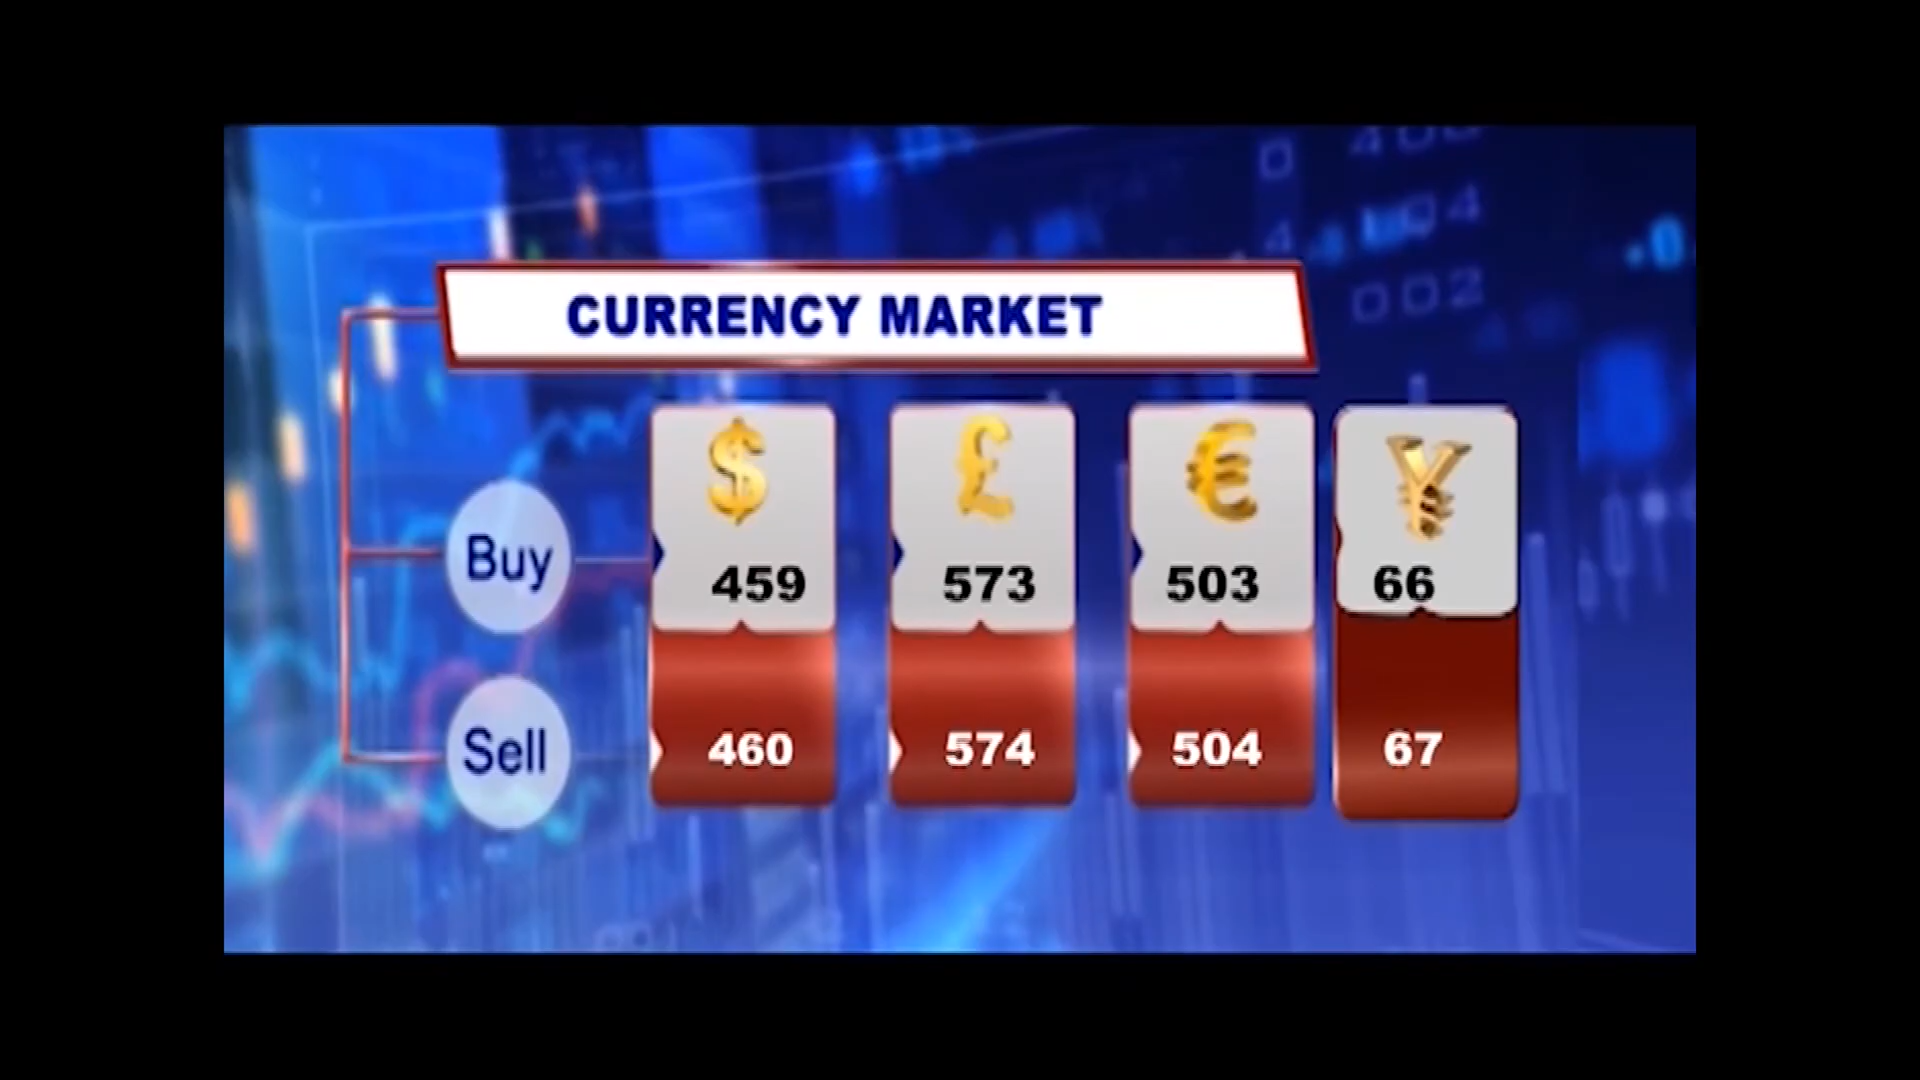 CURRENCY MARKET
$ £ € ¥
Buy 459 573 503 66
Sell 460 574 504 67